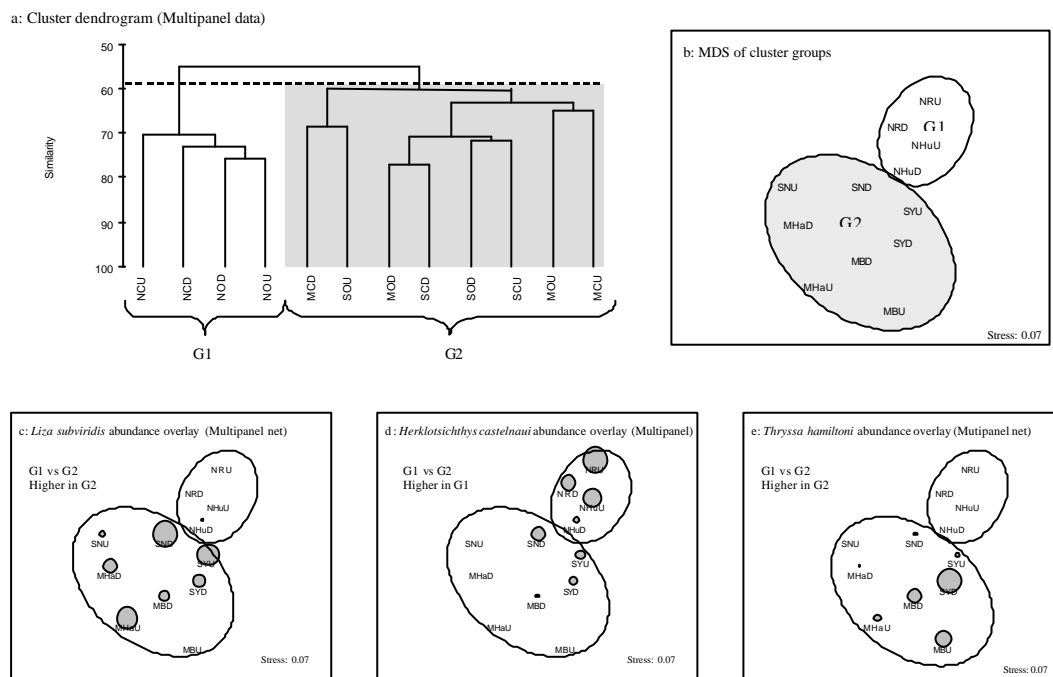 a: Cluster dendrogram (Multipanel data)
50
60
70
80
90
100
Similarity
NCU
NCD
NOD
NOU
MCD
SOU
MOD
SCD
SOD
SCU
MOU
MCU
G1
G2
b: MDS of cluster groups
NRU
NRD
G1
NHuU
NHuD
SNU
SND
SYU
MHaD
G2
SYD
MBD
MHaU
MBU
Stress: 0.07
c: Liza subviridis abundance overlay (Multipanel net)
G1 vs G2
Higher in G2
NRU
NRD
NHuU
NHuD
SNU
SND
SYU
MHaD
SYD
MBD
MHaU
MBU
Stress: 0.07
d: Herklotsichthys castelnaui abundance overlay (Multipanel)
G1 vs G2
Higher in G1
NRU
NRD
NHuU
NHuD
SNU
SND
SYU
MHaD
SYD
MBD
MHaU
MBU
Stress: 0.07
e: Thryssa hamiltoni abundance overlay (Mutipanel net)
G1 vs G2
Higher in G2
NRU
NRD
NHuU
NHuD
SNU
SND
SYU
MHaD
SYD
MBD
MHaU
MBU
Stress: 0.07